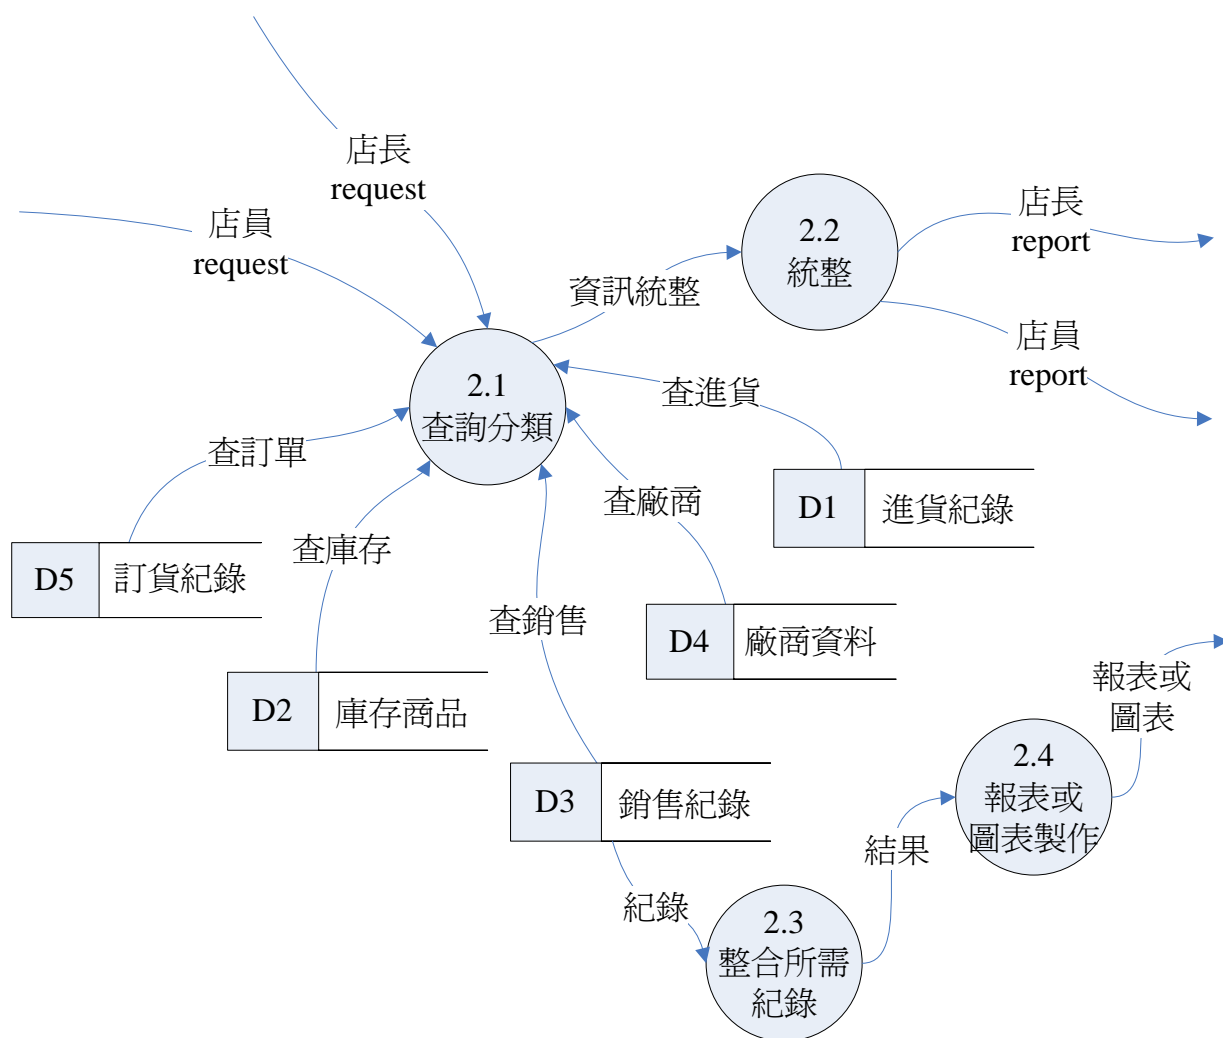 店長
request
店員
request
店長
report
2.2
統整
資訊統整
店員
report
2.1
查詢分類
查進貨
查訂單
查廠商
D1
進貨紀錄
查庫存
D5
訂貨紀錄
查銷售
D4
廠商資料
D2
庫存商品
報表或
圖表
2.4
報表或
圖表製作
D3
銷售紀錄
結果
紀錄
2.3
整合所需
紀錄